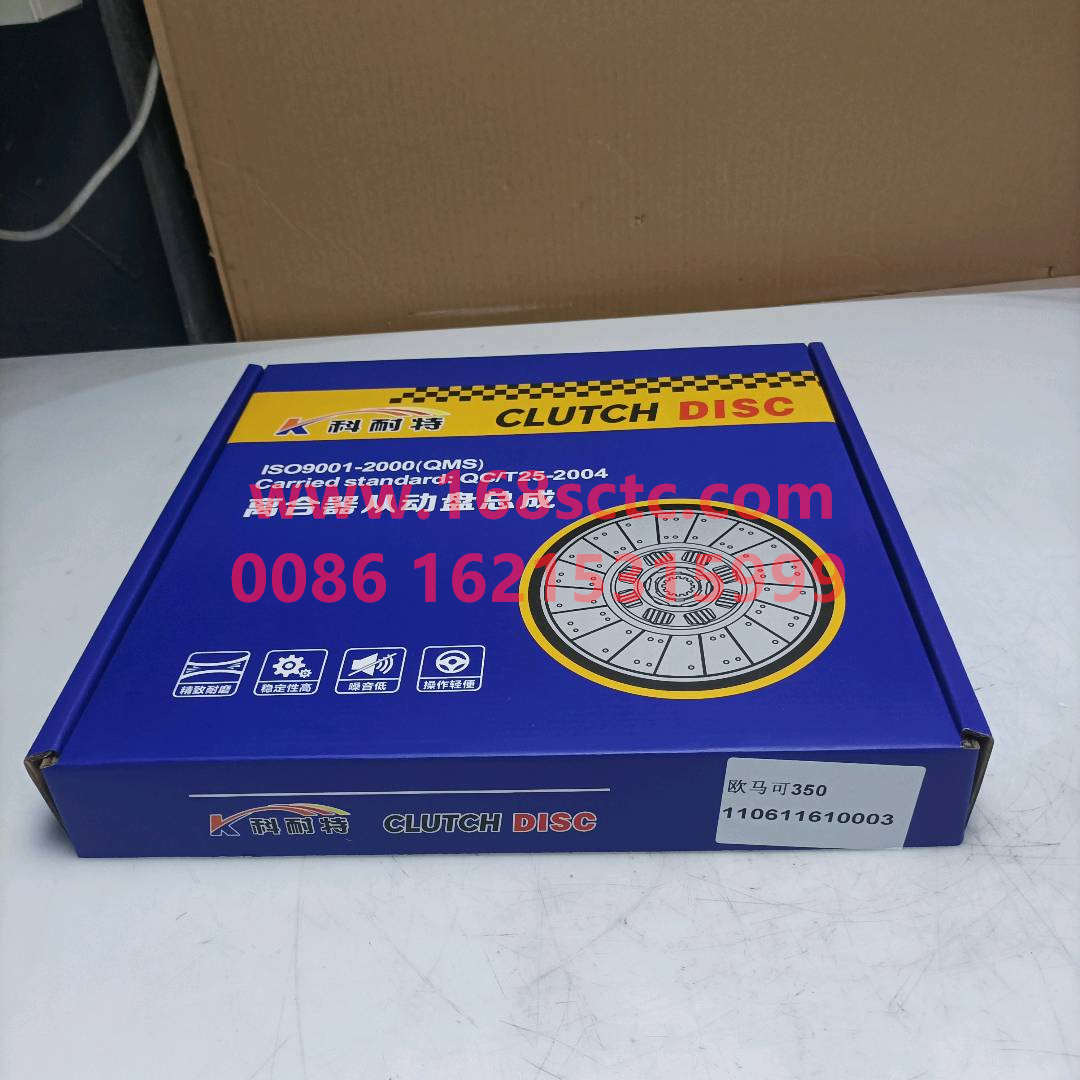 科耐特 CLUTCH DISC
ISO9001-2000(QMS)
Carried standard: QC/T25-2004
www.168sctc.com
离合器从动盘总成
0086 16215315999
精致耐磨 稳定性高 噪音低 操作轻便
欧马可350
110611610003
K 科耐特 CLUTCH DISC